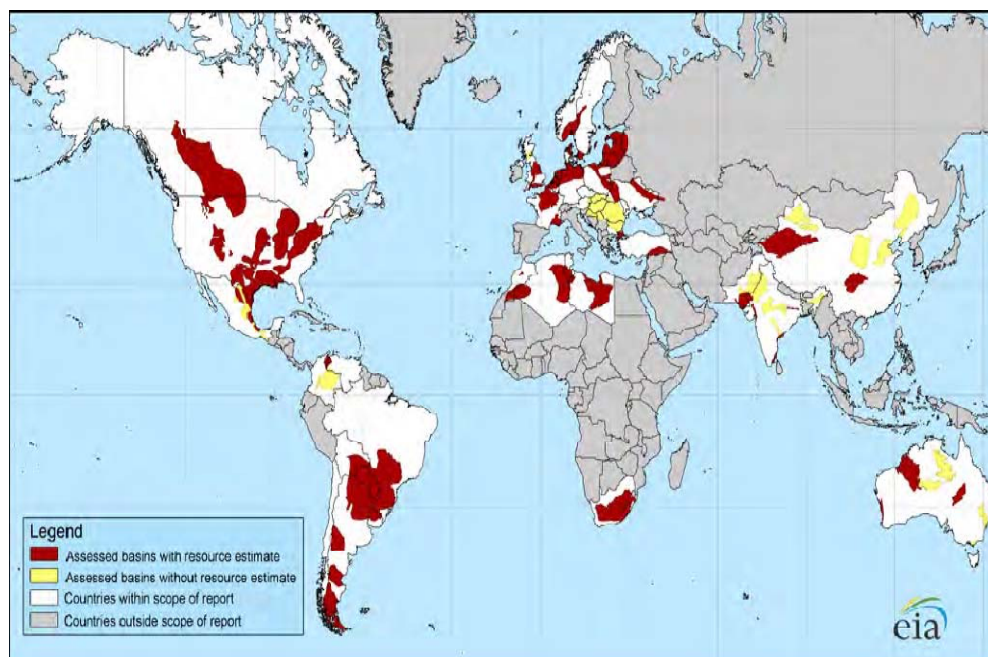 Legend
Assessed basins with resource estimate
Assessed basins without resource estimate
Countries within scope of report
Countries outside scope of report
eia